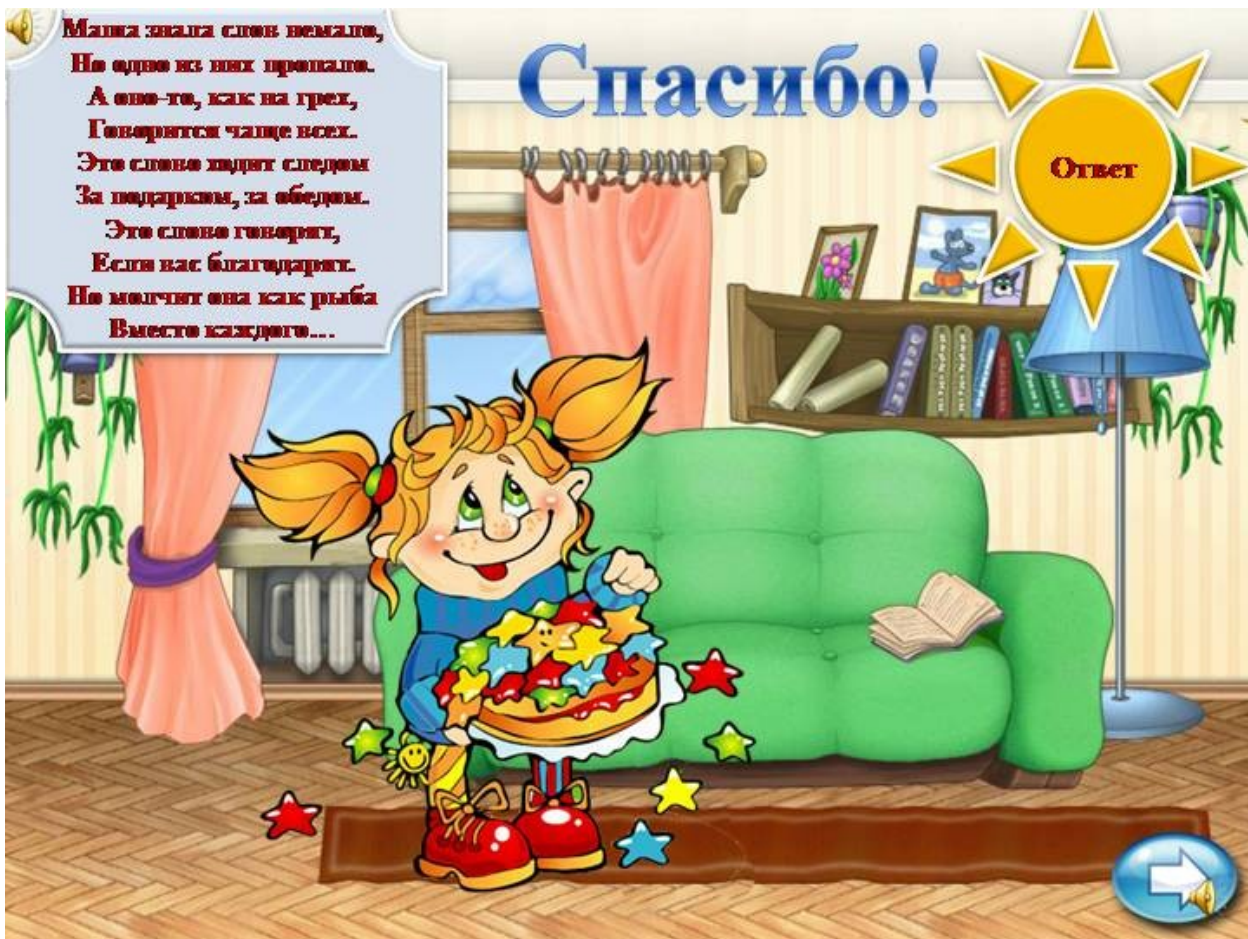 Маша знала слов немало,
Но одно из них пропало.
А оно-то, как на грех,
Говорится чаще всех.
Это слово ходит следом
За подарком, за обедом.
Это слово говорят,
Если вас благодарят.
Но молчит она как рыба
Вместо каждого...
Спасибо!
Ответ